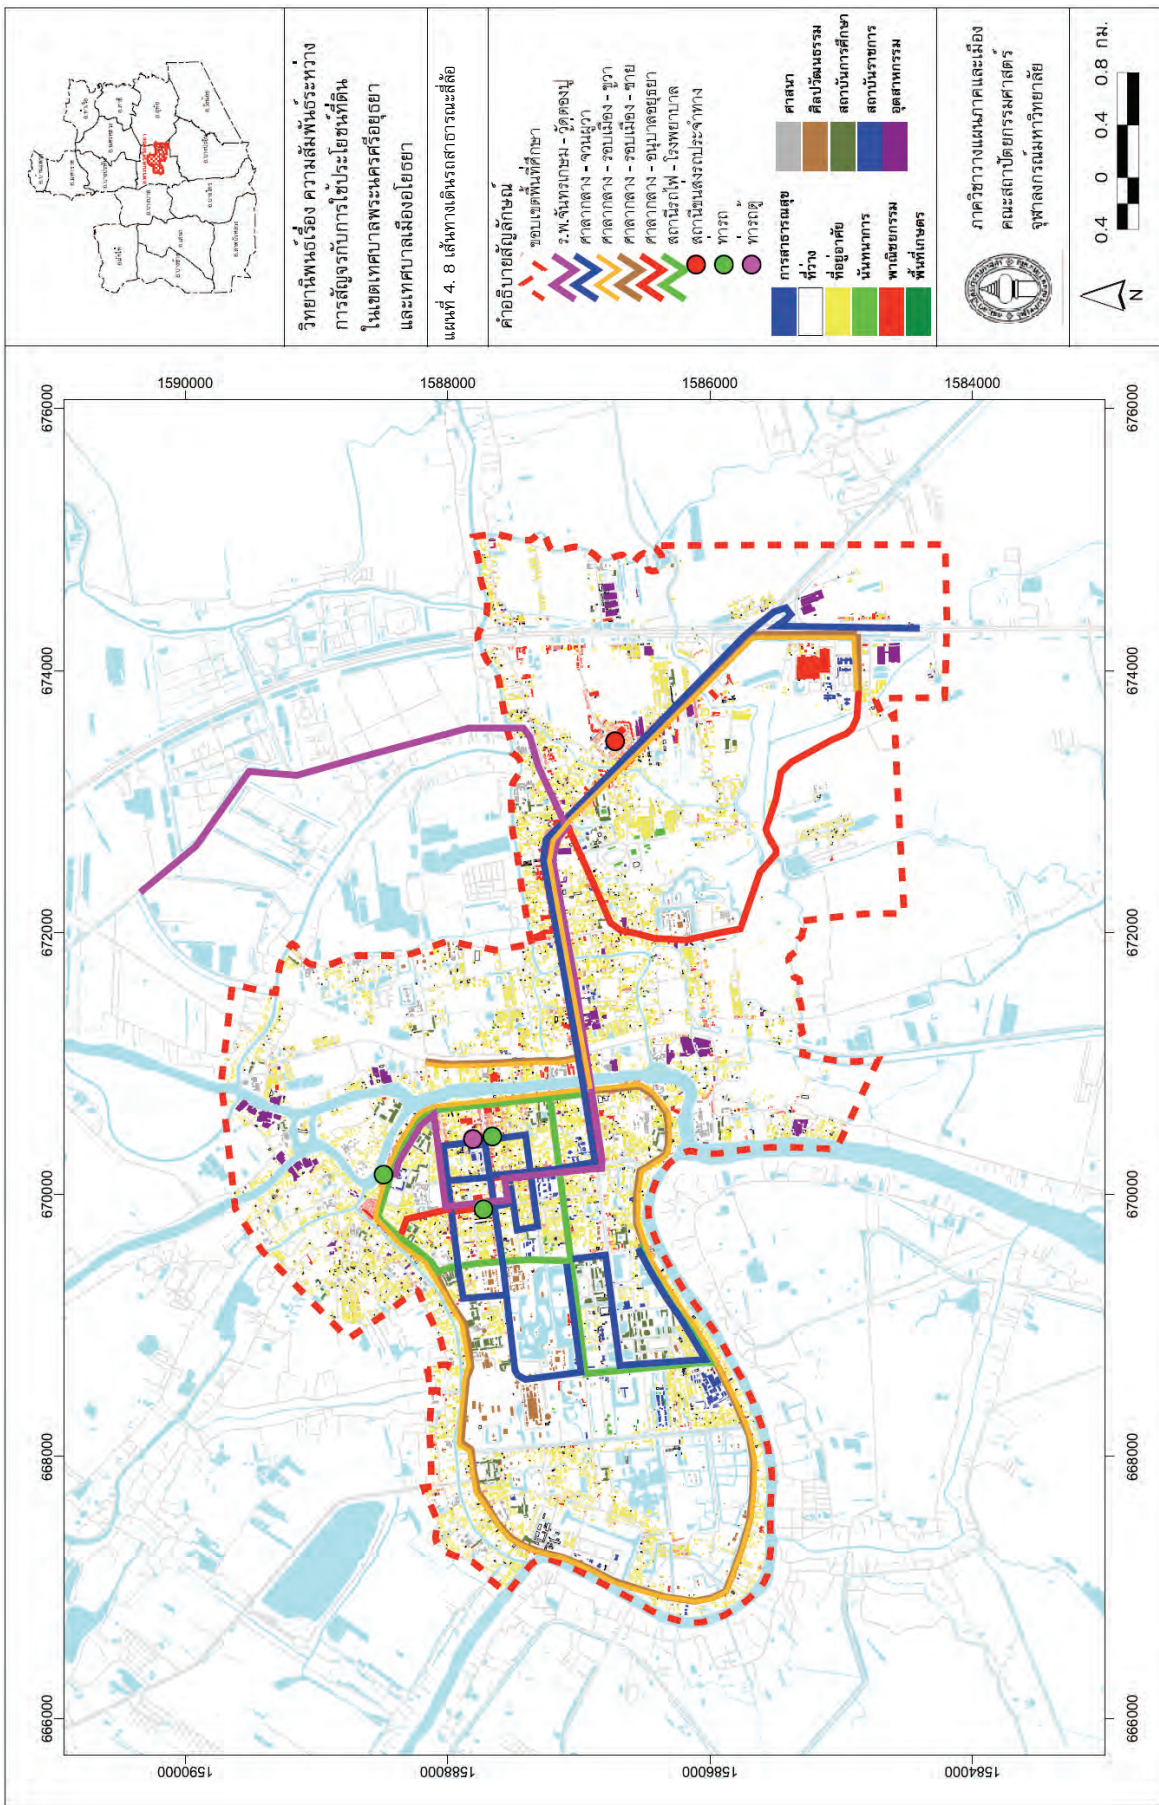 วิทยานิพนธ์เรื่อง ความสัมพันธ์ระหว่าง
การสัญจรกับการใช้ประโยชน์ที่ดิน
ในเขตเทศบาลพระนครศรีอยุธยา
และเทศบาลเมืองอโยธยา
แผนที่ 4. 8 เส้นทางเดินรถสาธารณะสี่ล้อ
คำอธิบายสัญลักษณ์
ขอบเขตพื้นที่ศึกษา
ร.พ.จันทรเกษม - วัดตองปุ
ศาลากลาง - จวนผู้ว่า
ศาลากลาง - รอบเมือง - ขวา
ศาลากลาง - รอบเมือง - ซ้าย
ศาลากลาง - อนุบาลอยุธยา
สถานีรถไฟ - โรงพยาบาล
สถานีขนส่งรถประจำทาง
ท่ารถ
ท่ารถตู้
การสาธารณสุข
ที่ว่าง
ที่อยู่อาศัย
นันทนาการ
พาณิชยกรรม
พื้นที่เกษตร
ศาสนา
ศิลปวัฒนธรรม
สถาบันการศึกษา
สถาบันราชการ
อุตสาหกรรม
ภาควิชาวางแผนภาคและเมือง
คณะสถาปัตยกรรมศาสตร์
จุฬาลงกรณ์มหาวิทยาลัย
N
0.4 0 0.4 0.8 กม.
666000 668000 670000 672000 674000 676000
1590000
1588000
1586000
1584000
1590000
1588000
1586000
1584000
666000 668000 670000 672000 674000 676000